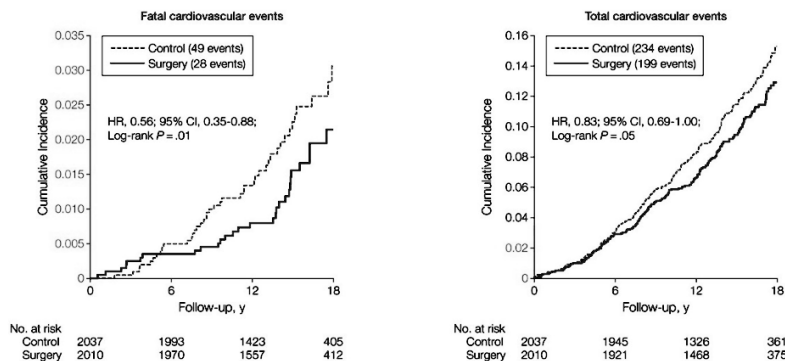 Fatal cardiovascular events
0.035
0.030
0.025
0.020
0.015
0.010
0.005
0
Cumulative Incidence
Control (49 events)
Surgery (28 events)
HR, 0.56; 95% CI, 0.35-0.88;
Log-rank P = .01
0 6 12 18
Follow-up, y
No. at risk
Control 2037 1993 1423 405
Surgery 2010 1970 1557 412
Total cardiovascular events
0.16
0.14
0.12
0.10
0.08
0.06
0.04
0.02
0
Cumulative Incidence
Control (234 events)
Surgery (199 events)
HR, 0.83; 95% CI, 0.69-1.00;
Log-rank P = .05
0 6 12 18
Follow-up, y
No. at risk
Control 2037 1945 1326 361
Surgery 2010 1921 1468 375